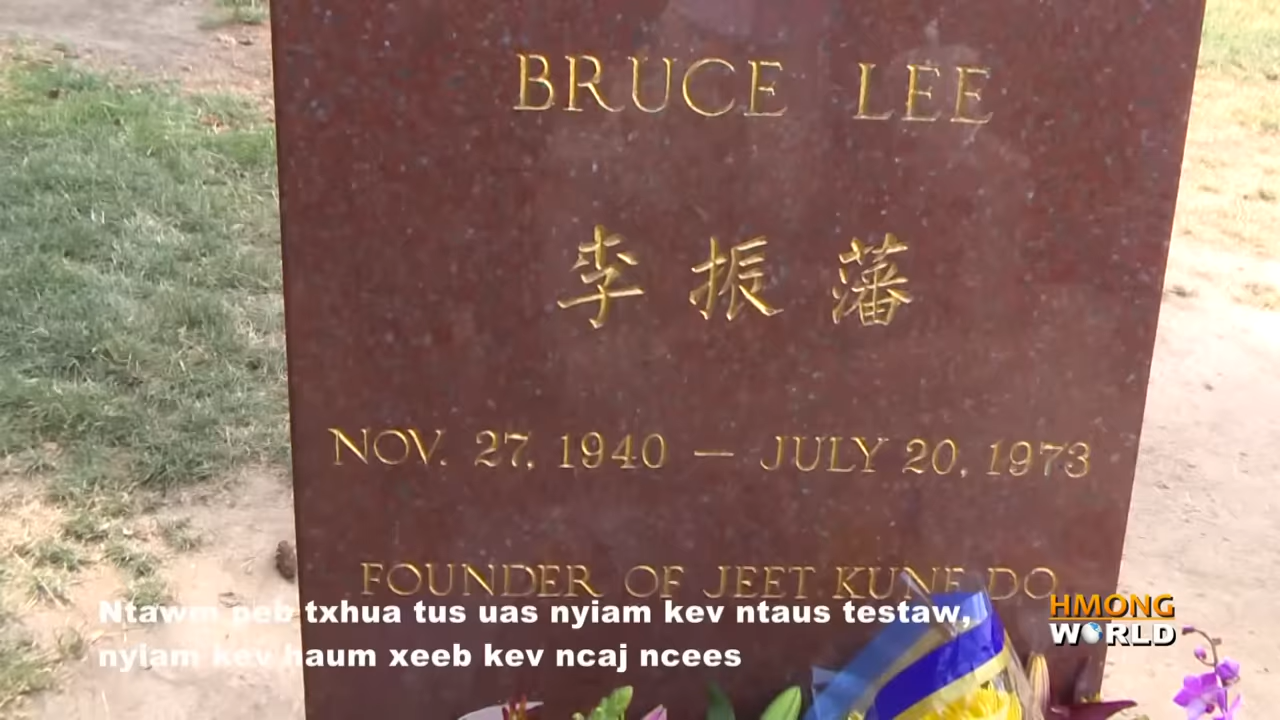 BRUCE LEE
李振藩
NOV. 27, 1940 — JULY 20, 1973
FOUNDER OF JEET KUNE DO
Ntawm peb txhua tus uas nyiam kev ntaus testaw,
nyiam kev haum xeeb kev ncaj ncees
HMONG
WORLD